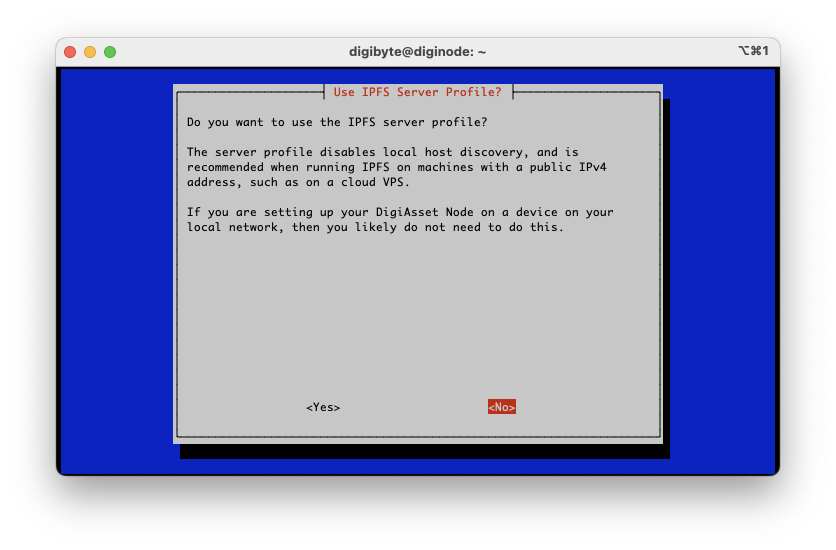 digibyte@diginode: ~
⌥⌘1
Use IPFS Server Profile?
Do you want to use the IPFS server profile?
The server profile disables local host discovery, and is
recommended when running IPFS on machines with a public IPv4
address, such as on a cloud VPS.
If you are setting up your DigiAsset Node on a device on your
local network, then you likely do not need to do this.
<Yes>
<No>